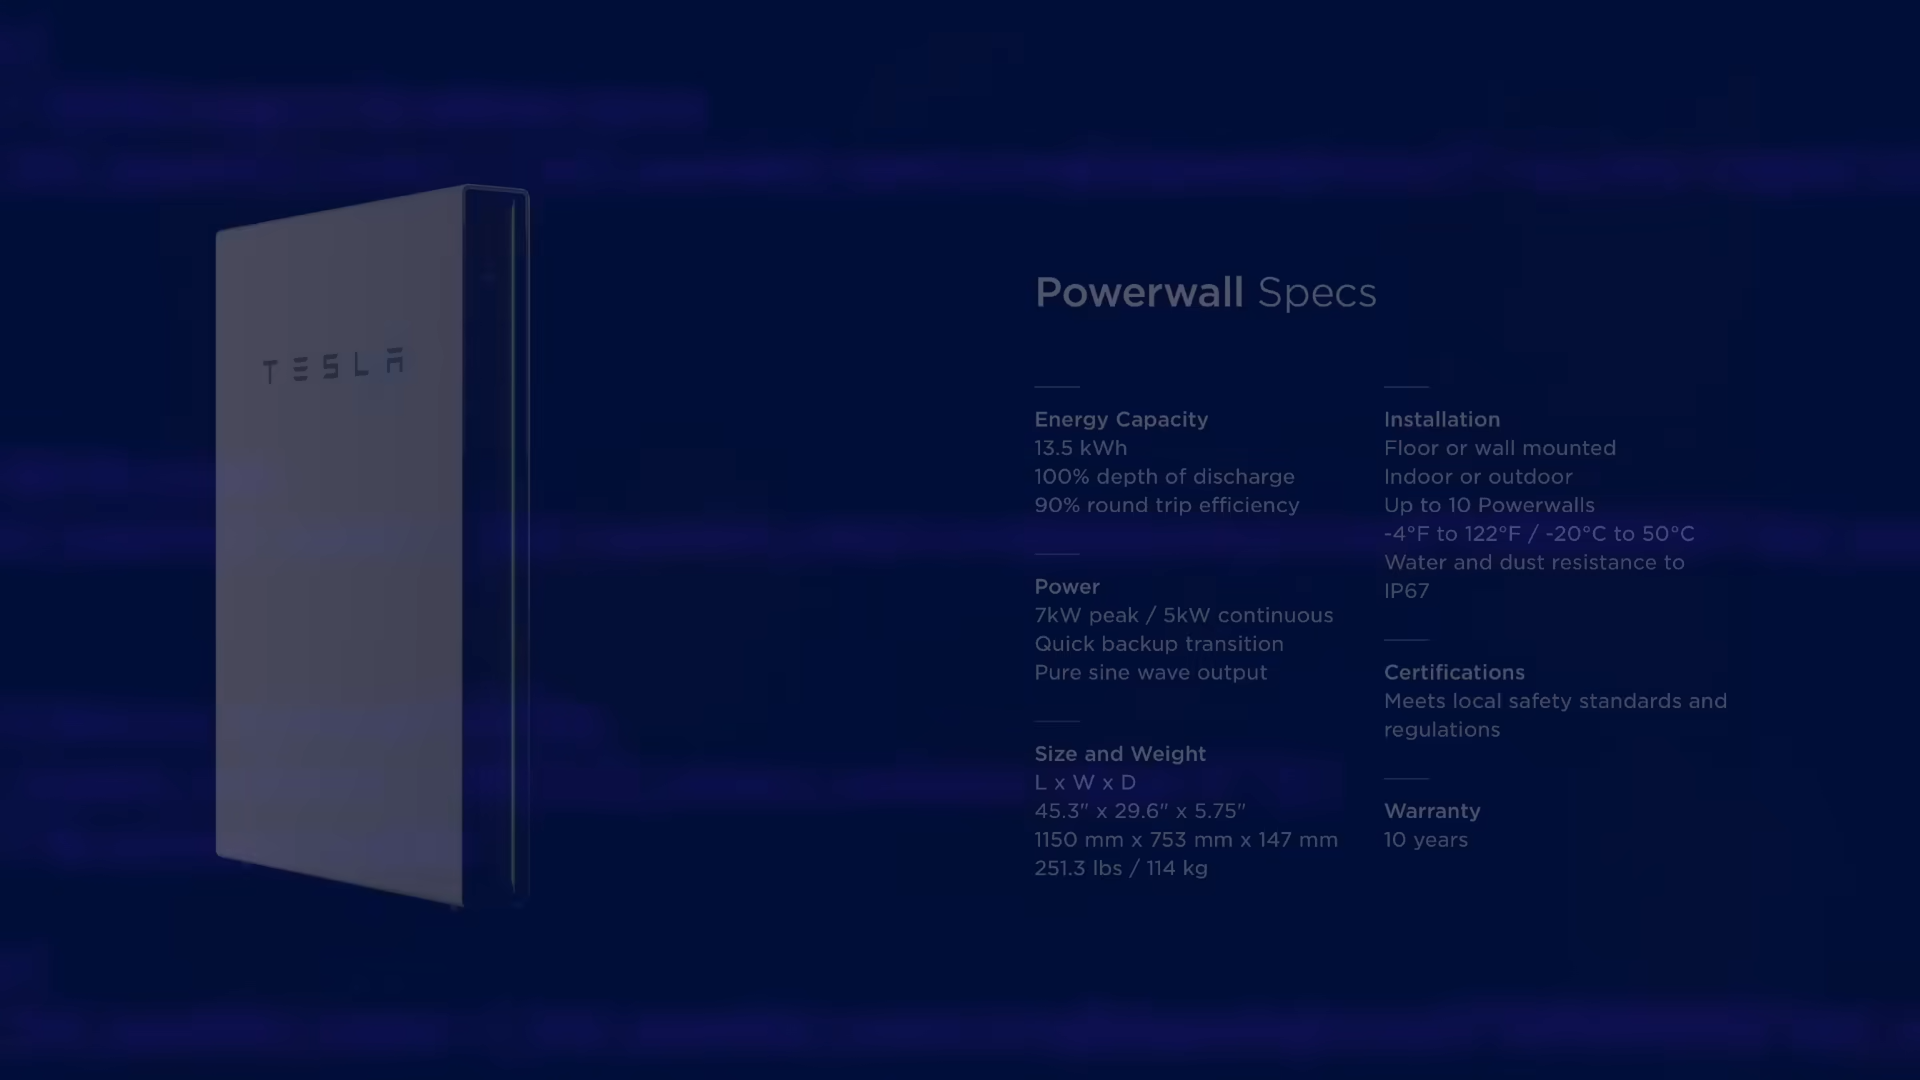 TESLA
Powerwall Specs
Energy Capacity
13.5 kWh
100% depth of discharge
90% round trip efficiency
Power
7kW peak / 5kW continuous
Quick backup transition
Pure sine wave output
Size and Weight
L x W x D
45.3" x 29.6" x 5.75"
1150 mm x 753 mm x 147 mm
251.3 lbs / 114 kg
Installation
Floor or wall mounted
Indoor or outdoor
Up to 10 Powerwalls
-4°F to 122°F / -20°C to 50°C
Water and dust resistance to
IP67
Certifications
Meets local safety standards and
regulations
Warranty
10 years